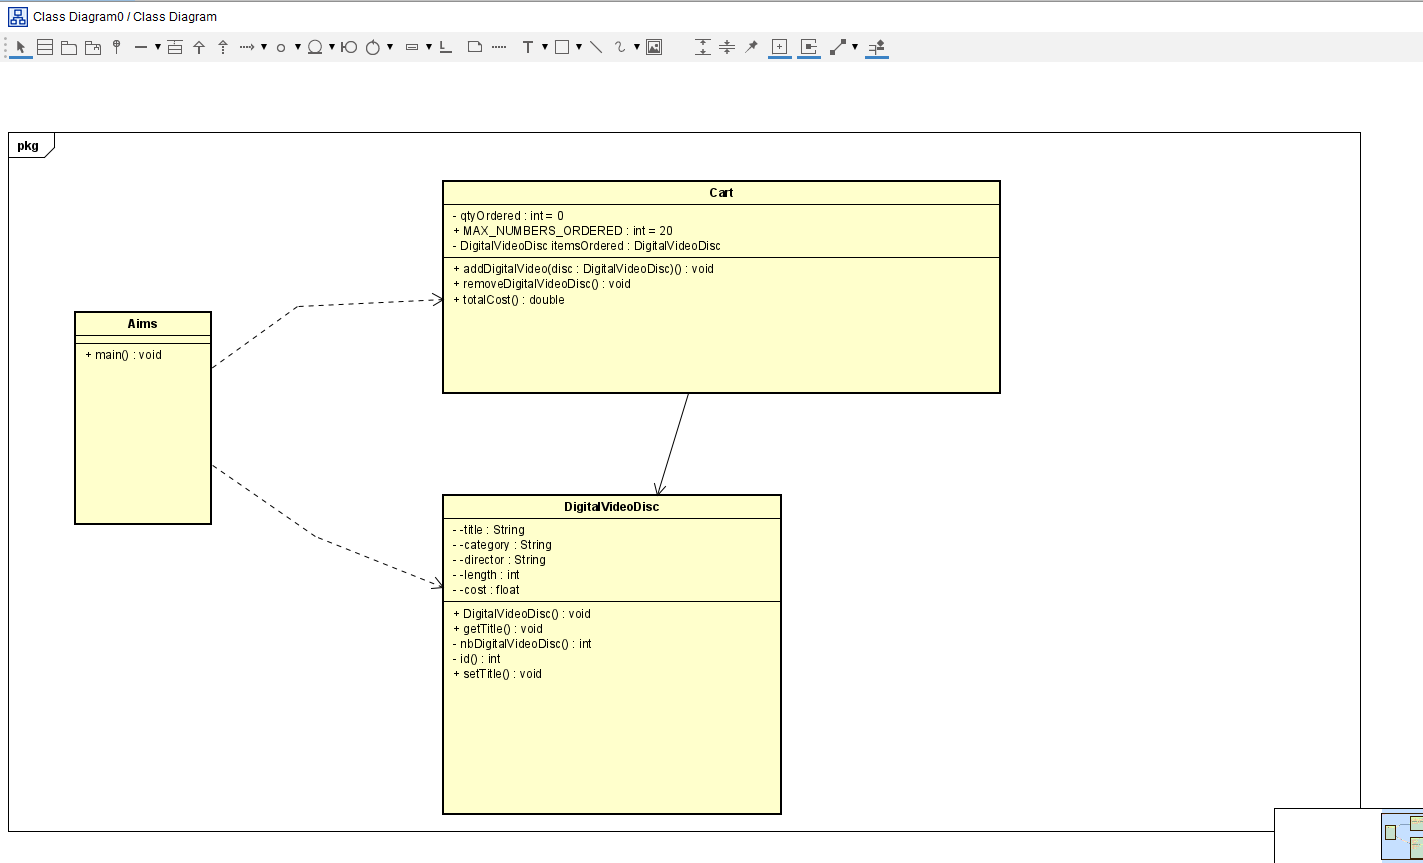 Class Diagram0 / Class Diagram
pkg
Cart
- qtyOrdered : int = 0
+ MAX_NUMBERS_ORDERED : int = 20
- DigitalVideoDisc itemsOrdered : DigitalVideoDisc
+ addDigitalVideo(disc : DigitalVideoDisc)() : void
+ removeDigitalVideoDisc() : void
+ totalCost() : double
Aims
+ main() : void
DigitalVideoDisc
- -title : String
- -category : String
- -director : String
- -length : int
- -cost : float
+ DigitalVideoDisc() : void
+ getTitle() : void
- nbDigitalVideoDisc() : int
- id() : int
+ setTitle() : void